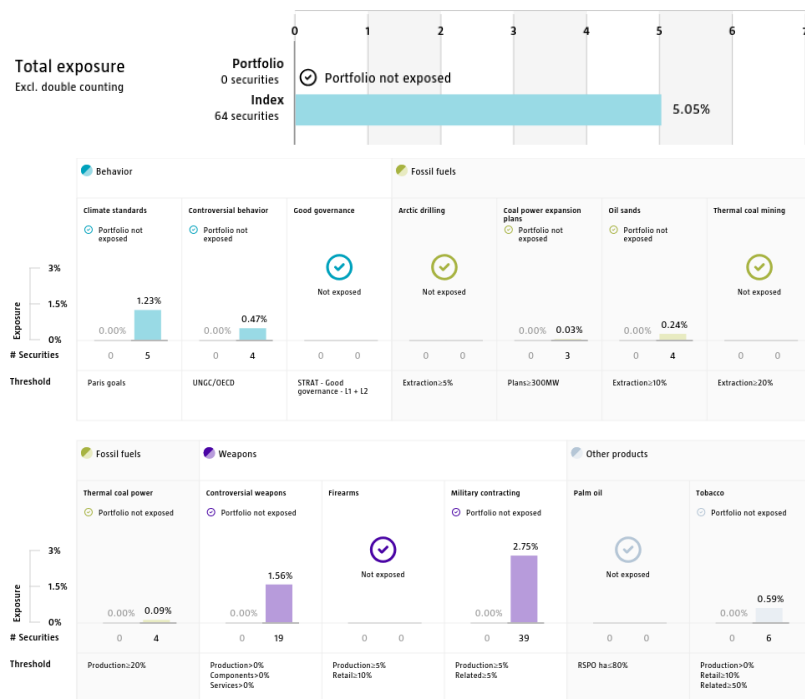 0 1 2 3 4 5 6 7
Total exposure
Excl. double counting
Portfolio
0 securities
Portfolio not exposed
Index
64 securities
5.05%
Behavior
Fossil fuels
Climate standards
Controversial behavior
Good governance
Arctic drilling
Coal power expansion
plans
Oil sands
Thermal coal mining
Portfolio not
exposed
Portfolio not
exposed
Portfolio not
exposed
Portfolio not
exposed
Not exposed
Not exposed
Not exposed
Exposure
3%
1.5%
0%
0.00% 1.23%
0.00% 0.47%
0.00% 0.03%
0.00% 0.24%
# Securities 0 5 0 4 0 0 0 0 0 3 0 4 0 0
Threshold
Paris goals
UNGC/OECD
STRAT - Good
governance - L1 + L2
Extraction≥5%
Plans≥300MW
Extraction≥10%
Extraction≥20%
Fossil fuels
Weapons
Other products
Thermal coal power
Controversial weapons
Firearms
Military contracting
Palm oil
Tobacco
Portfolio not exposed
Portfolio not exposed
Portfolio not exposed
Portfolio not exposed
Not exposed
Not exposed
Exposure
3%
1.5%
0%
0.00% 0.09%
0.00% 1.56%
0.00% 2.75%
0.00% 0.59%
# Securities 0 4 0 19 0 0 0 39 0 0 0 6
Threshold
Production≥20%
Production>0%
Components>0%
Services>0%
Production≥5%
Retail≥10%
Production≥5%
Related≥5%
RSPO ha≤80%
Production>0%
Retail≥10%
Related≥50%